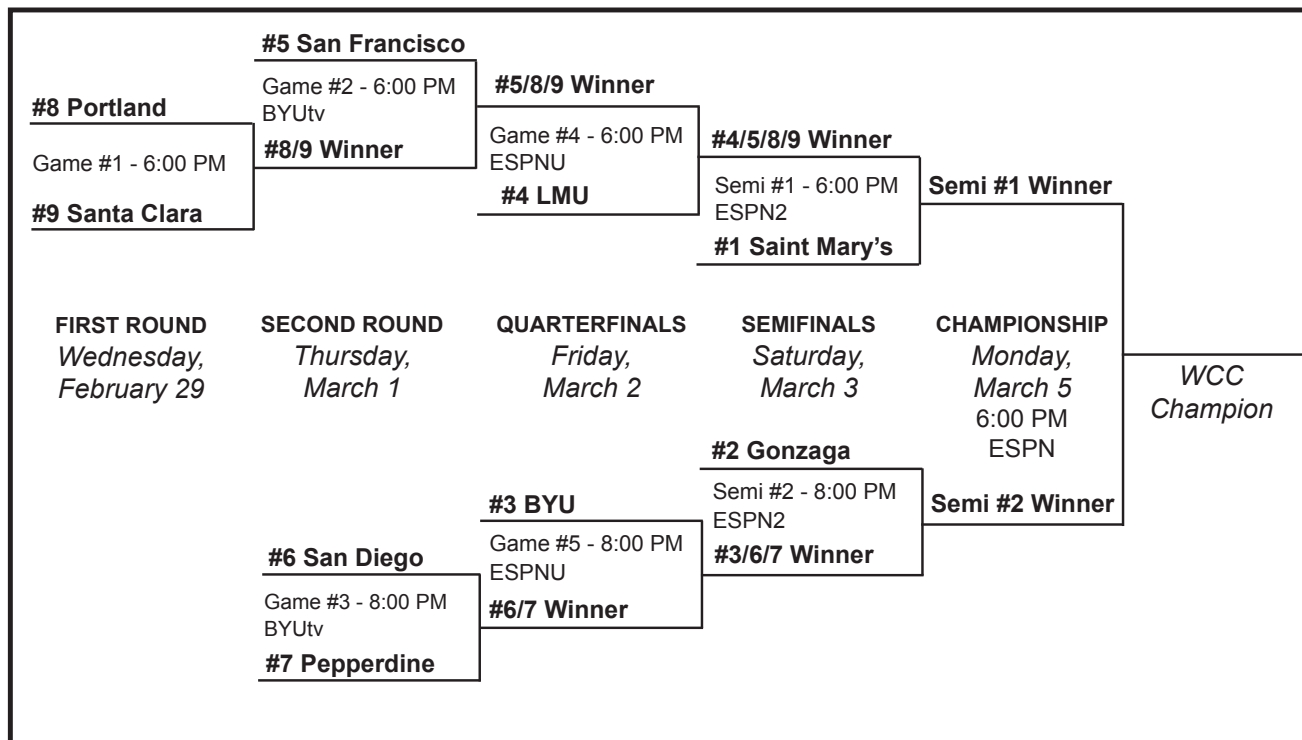 #5 San Francisco
Game #2 - 6:00 PM
BYUtv
#8/9 Winner
#8 Portland
Game #1 - 6:00 PM
#9 Santa Clara
#5/8/9 Winner
Game #4 - 6:00 PM
ESPNU
#4 LMU
#4/5/8/9 Winner
Semi #1 - 6:00 PM
ESPN2
#1 Saint Mary’s
Semi #1 Winner
FIRST ROUND
Wednesday,
February 29
SECOND ROUND
Thursday,
March 1
QUARTERFINALS
Friday,
March 2
SEMIFINALS
Saturday,
March 3
CHAMPIONSHIP
Monday,
March 5
6:00 PM
ESPN
WCC
Champion
#2 Gonzaga
Semi #2 - 8:00 PM
ESPN2
#3/6/7 Winner
Semi #2 Winner
#3 BYU
Game #5 - 8:00 PM
ESPNU
#6/7 Winner
#6 San Diego
Game #3 - 8:00 PM
BYUtv
#7 Pepperdine